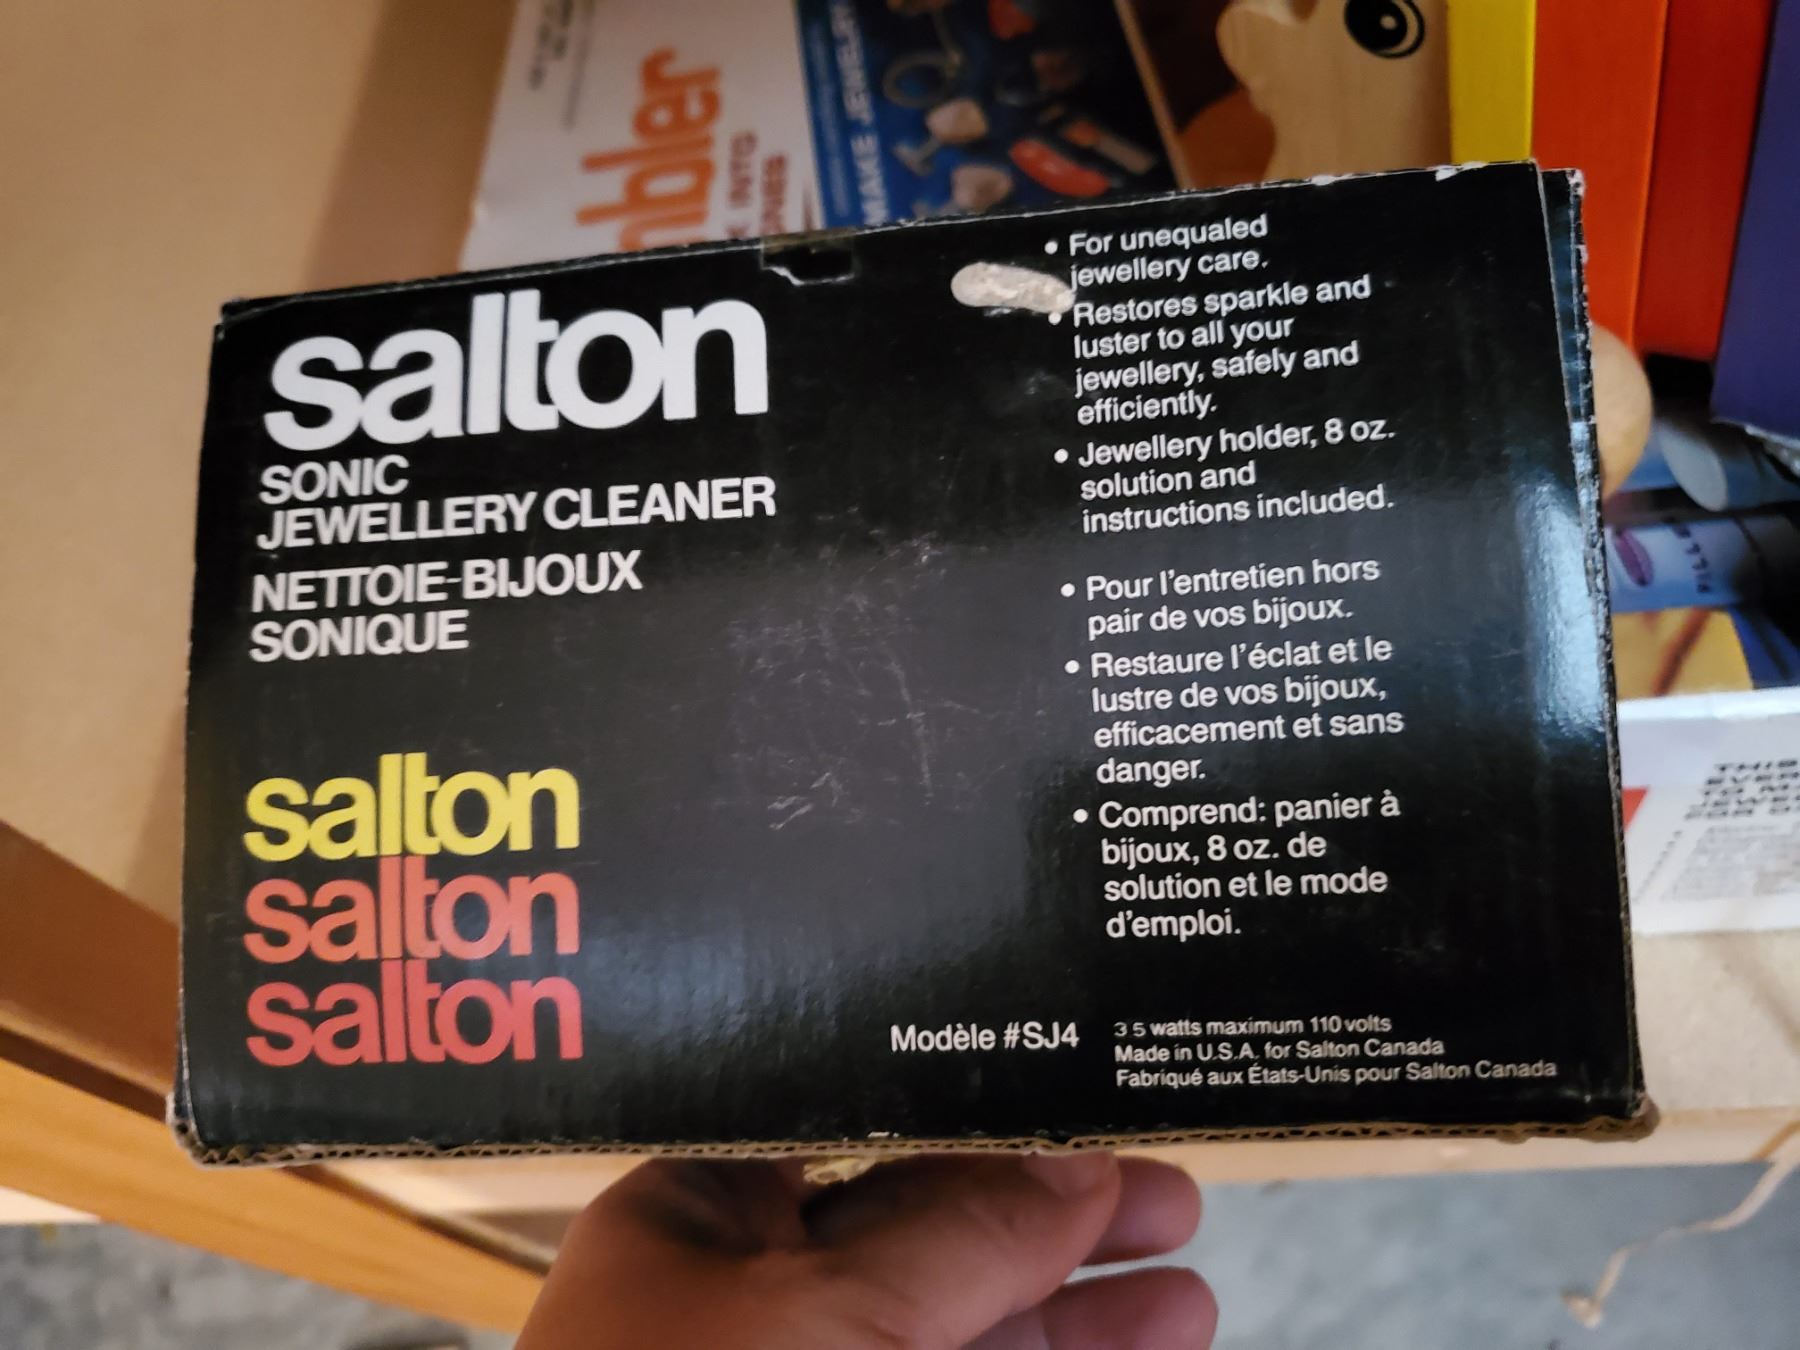 nbler
INTO
MAKE JEWELRY
salton
SONIC
JEWELLERY CLEANER
NETTOIE-BIJOUX
SONIQUE
salton
salton
salton
• For unequaled
jewellery care.
• Restores sparkle and
luster to all your
jewellery, safely and
efficiently.
• Jewellery holder, 8 oz.
solution and
instructions included.
• Pour l'entretien hors
pair de vos bijoux.
• Restaure l'éclat et le
lustre de vos bijoux,
efficacement et sans
danger.
• Comprend: panier à
bijoux, 8 oz. de
solution et le mode
d'emploi.
Modèle #SJ4
35 watts maximum 110 volts
Made in U.S.A. for Salton Canada
Fabriqué aux États-Unis pour Salton Canada